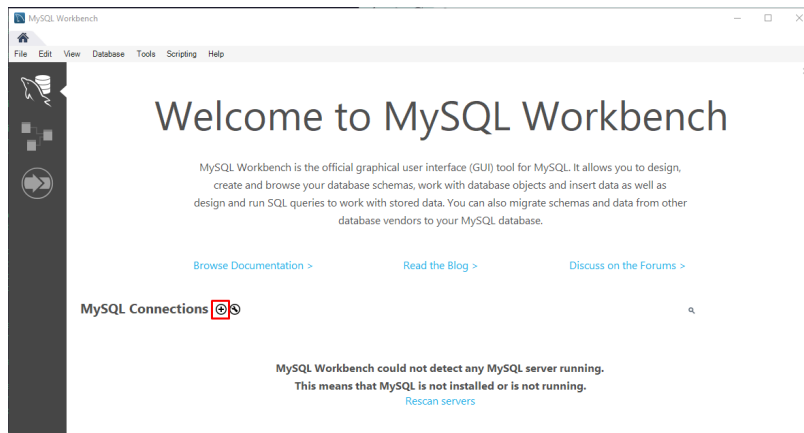 MySQL Workbench
File Edit View Database Tools Scripting Help
Welcome to MySQL Workbench
MySQL Workbench is the official graphical user interface (GUI) tool for MySQL. It allows you to design,
create and browse your database schemas, work with database objects and insert data as well as
design and run SQL queries to work with stored data. You can also migrate schemas and data from other
database vendors to your MySQL database.
Browse Documentation > Read the Blog > Discuss on the Forums >
MySQL Connections
MySQL Workbench could not detect any MySQL server running.
This means that MySQL is not installed or is not running.
Rescan servers